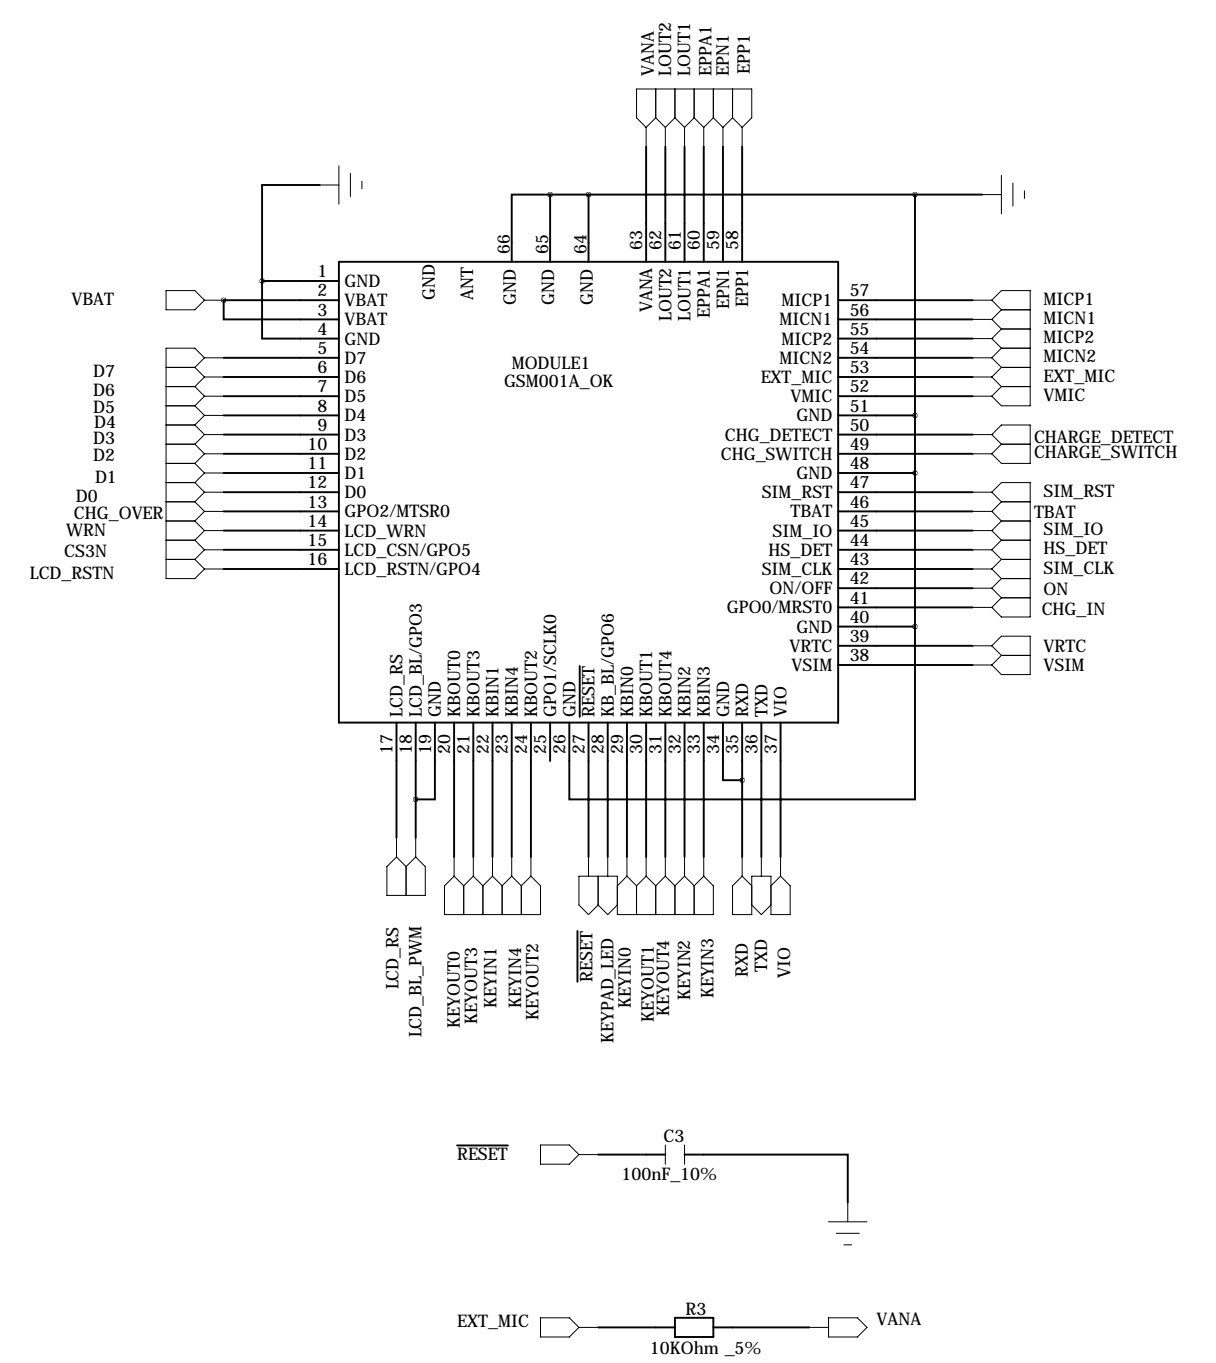 VANA
LOUT2
LOUT1
EPPA1
EPN1
EPP1
66
65
64
63
62
61
60
59
58
GND
ANT
GND
GND
GND
VANA
LOUT2
LOUT1
EPPA1
EPN1
EPP1
MODULE1
GSM001A_OK
1 GND
VBAT 2 VBAT
3 VBAT
4 GND
D7 5 D7
D6 6 D6
D5 7 D5
D4 8 D4
D3 9 D3
D2 10 D2
D1 11 D1
D0 12 D0
CHG_OVER 13 GPO2/MTSR0
WRN 14 LCD_WRN
CS3N 15 LCD_CSN/GPO5
LCD_RSTN 16 LCD_RSTN/GPO4
MICP1 57 MICP1
MICN1 56 MICN1
MICP2 55 MICP2
MICN2 54 MICN2
EXT_MIC 53 EXT_MIC
VMIC 52 VMIC
GND 51
CHG_DETECT 50 CHARGE_DETECT
CHG_SWITCH 49 CHARGE_SWITCH
GND 48
SIM_RST 47 SIM_RST
TBAT 46 TBAT
SIM_IO 45 SIM_IO
HS_DET 44 HS_DET
SIM_CLK 43 SIM_CLK
ON/OFF 42 ON
GPO0/MRST0 41 CHG_IN
GND 40
VRTC 39 VRTC
VSIM 38 VSIM
LCD_RS
LCD_BL/GPO3
GND
KBOUT0
KBOUT3
KBIN1
KBIN4
KBOUT2
GPO1/SCLK0
GND
RESET
KB_BL/GPO6
KBIN0
KBOUT1
KBOUT4
KBIN2
KBIN3
GND
RXD
TXD
VIO
17
18
19
20
21
22
23
24
25
26
27
28
29
30
31
32
33
34
35
36
37
LCD_RS
LCD_BL_PWM
KEYOUT0
KEYOUT3
KEYIN1
KEYIN4
KEYOUT2
RESET
KEYPAD_LED
KEYIN0
KEYOUT1
KEYOUT4
KEYIN2
KEYIN3
RXD
TXD
VIO
C3
RESET
100nF_10%
R3
EXT_MIC
VANA
10KOhm _5%